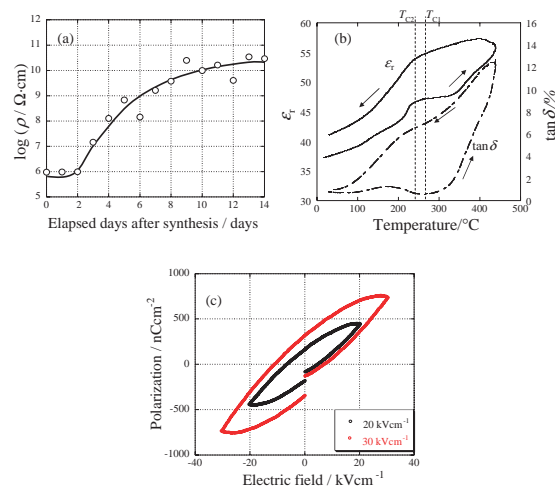 (a)
12
11
10
9
8
7
6
5
0 2 4 6 8 10 12 14
log (ρ / Ω·cm)
Elapsed days after synthesis / days
(b)
T_C2 T_C1
60
55
50
45
40
35
30
16
14
12
10
8
6
4
2
0
0 100 200 300 400 500
ε_r
tanδ
ε_r
tanδ/%
Temperature/°C
(c)
1000
500
0
-500
-1000
-40 -20 0 20 40
Polarization / nCcm⁻²
20 kVcm⁻¹
30 kVcm⁻¹
Electric field / kVcm⁻¹